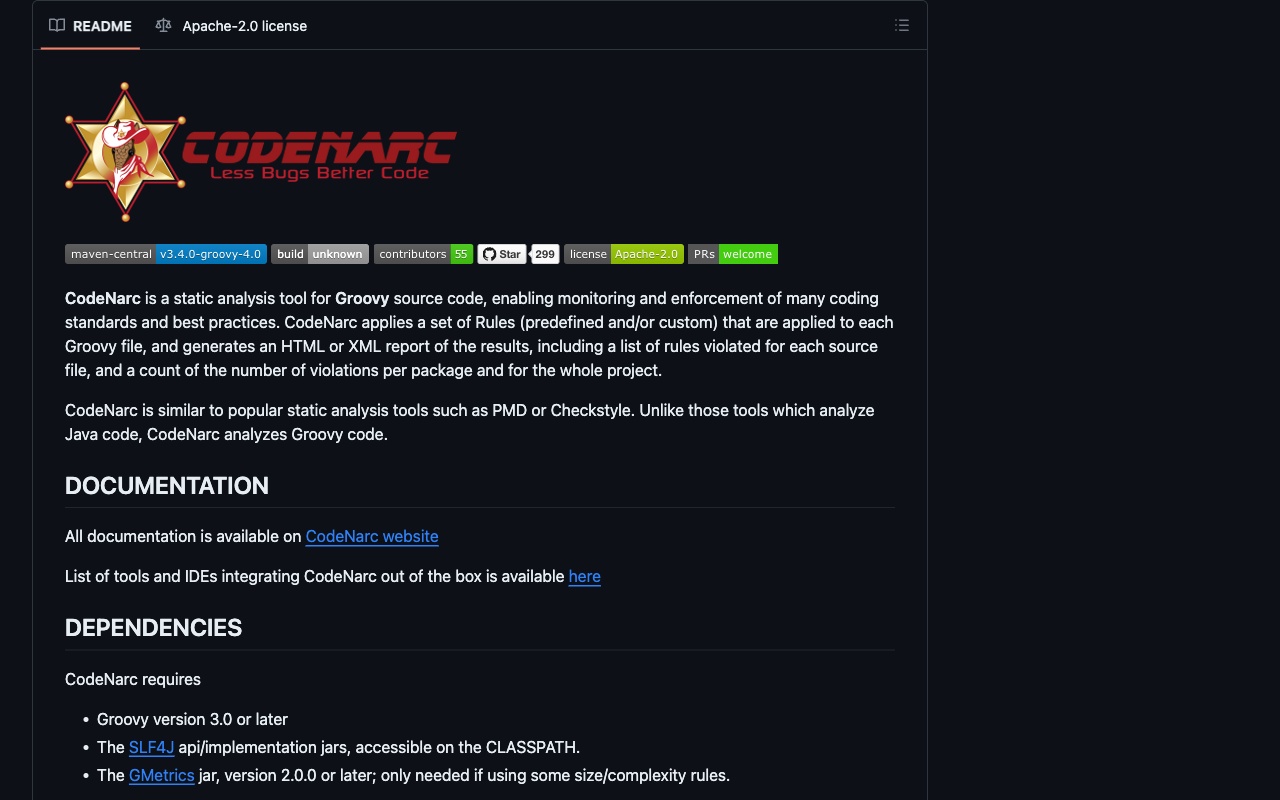 README
Apache-2.0 license
CODENARC
Less Bugs Better Code
maven-central v3.4.0-groovy-4.0 build unknown contributors 55 Star 299 license Apache-2.0 PRs welcome
CodeNarc is a static analysis tool for Groovy source code, enabling monitoring and enforcement of many coding
standards and best practices. CodeNarc applies a set of Rules (predefined and/or custom) that are applied to each
Groovy file, and generates an HTML or XML report of the results, including a list of rules violated for each source
file, and a count of the number of violations per package and for the whole project.
CodeNarc is similar to popular static analysis tools such as PMD or Checkstyle. Unlike those tools which analyze
Java code, CodeNarc analyzes Groovy code.
DOCUMENTATION
All documentation is available on CodeNarc website
List of tools and IDEs integrating CodeNarc out of the box is available here
DEPENDENCIES
CodeNarc requires
• Groovy version 3.0 or later
• The SLF4J api/implementation jars, accessible on the CLASSPATH.
• The GMetrics jar, version 2.0.0 or later; only needed if using some size/complexity rules.